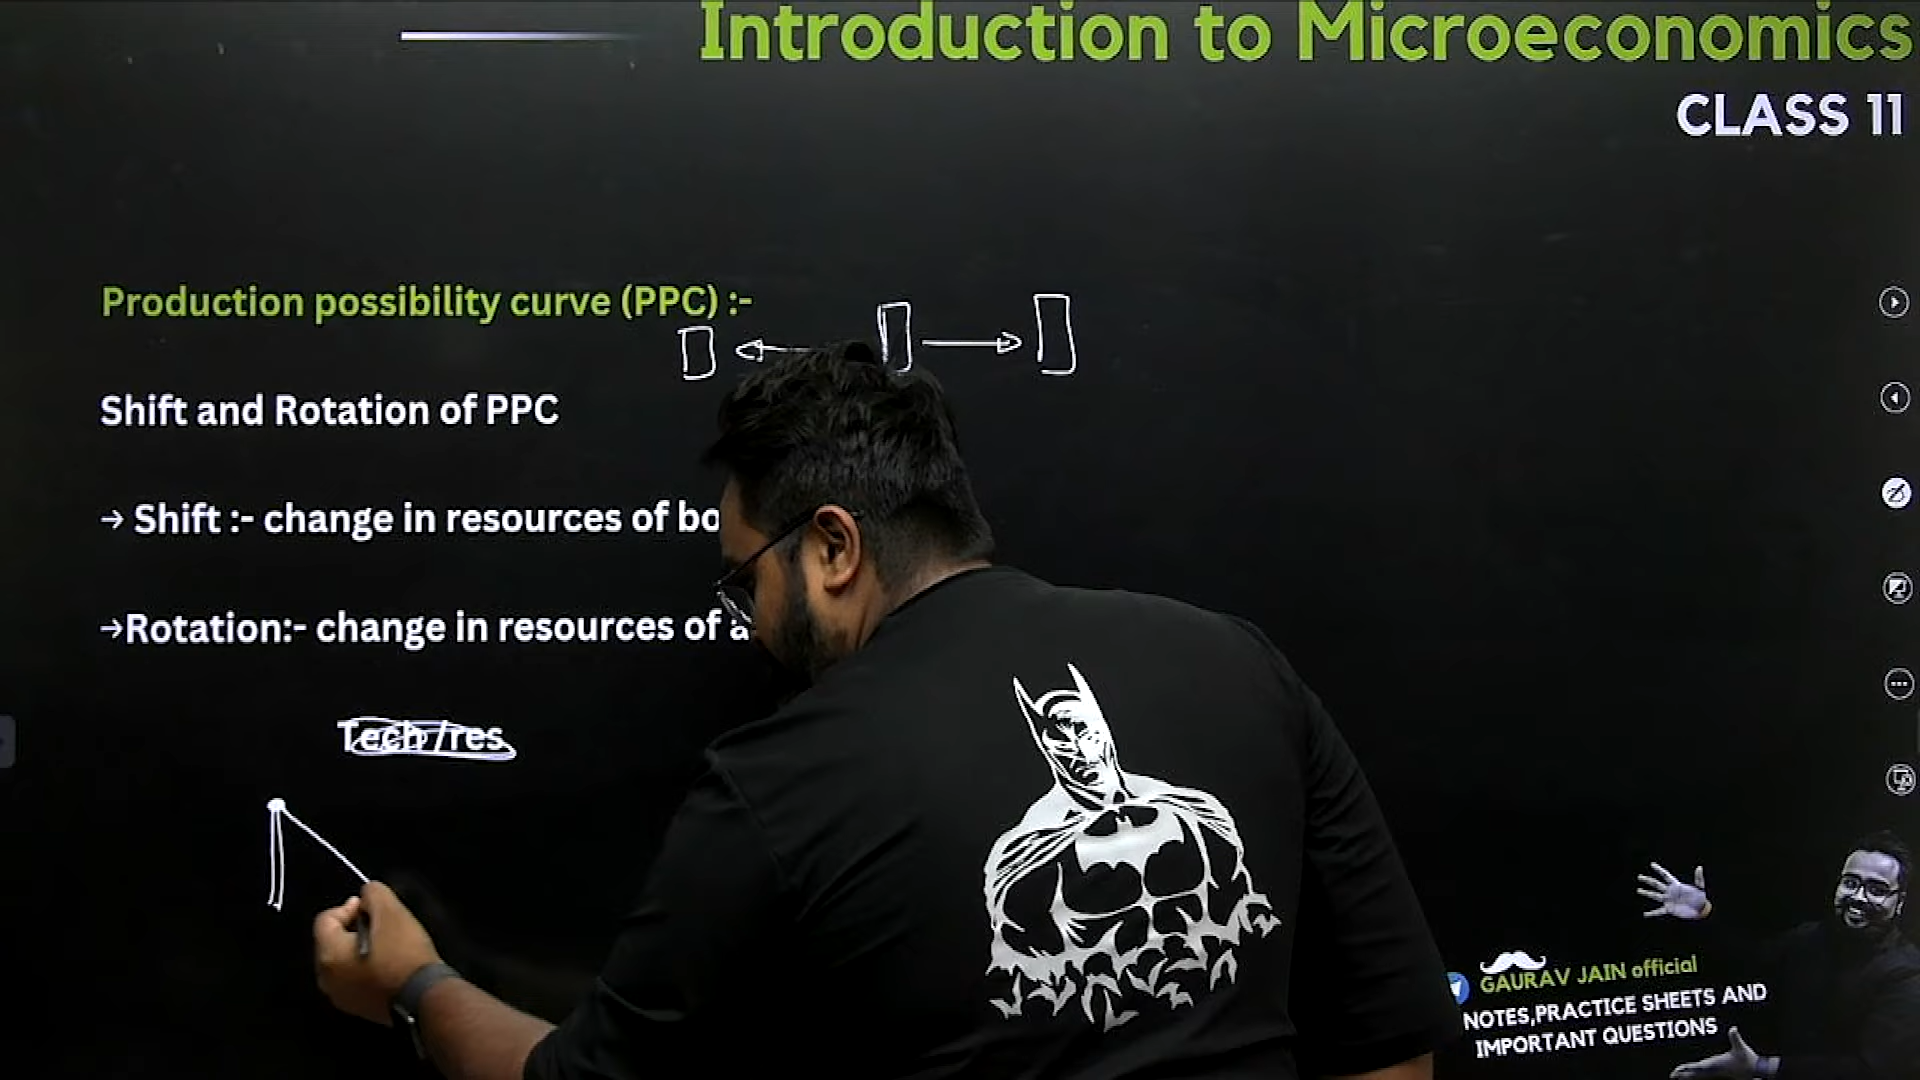 Introduction to Microeconomics
CLASS 11
Production possibility curve (PPC) :-
Shift and Rotation of PPC
→ Shift :- change in resources of bo
→Rotation:- change in resources of a
Tech /res
GAURAV JAIN official
NOTES,PRACTICE SHEETS AND
IMPORTANT QUESTIONS